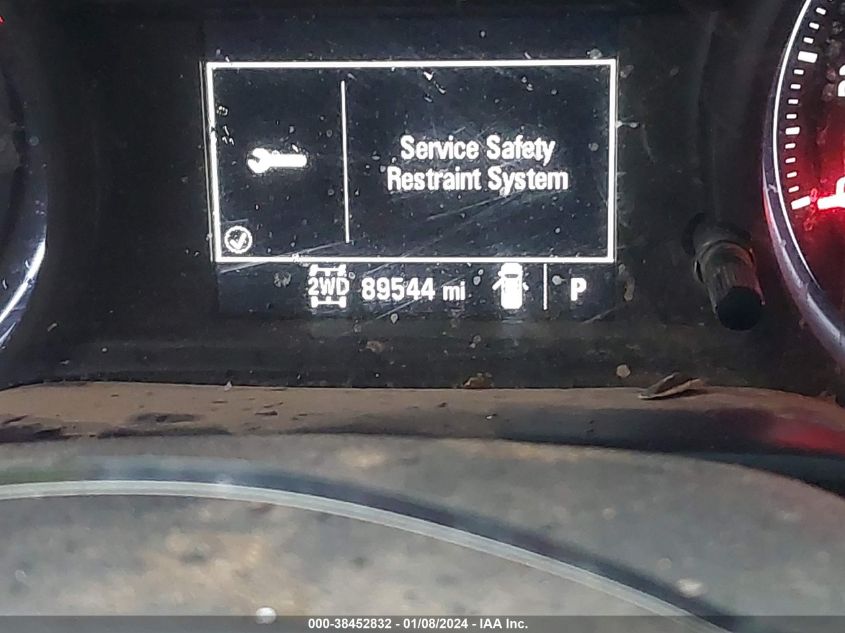 Service Safety
Restraint System
2WD 89544 mi P
000-38452832 - 01/08/2024 - IAA Inc.